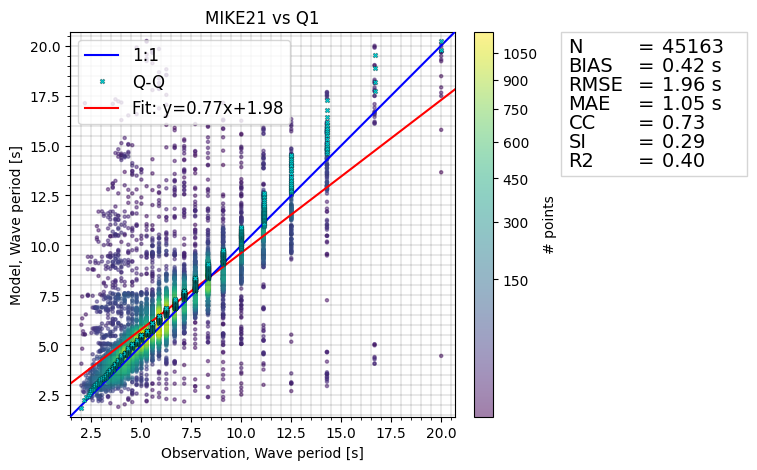 MIKE21 vs Q1
1:1
Q-Q
Fit: y=0.77x+1.98
20.0
17.5
15.0
12.5
10.0
7.5
5.0
2.5
Model, Wave period [s]
2.5 5.0 7.5 10.0 12.5 15.0 17.5 20.0
Observation, Wave period [s]
1050
900
750
600
450
300
150
# points
N = 45163
BIAS = 0.42 s
RMSE = 1.96 s
MAE = 1.05 s
CC = 0.73
SI = 0.29
R2 = 0.40